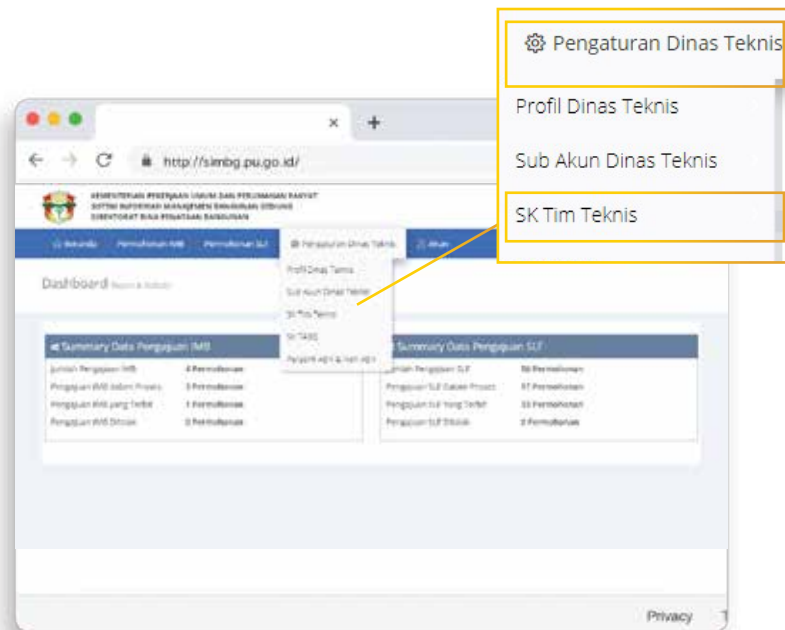 Pengaturan Dinas Teknis
Profil Dinas Teknis
Sub Akun Dinas Teknis
SK Tim Teknis
http://simbg.pu.go.id/
KEMENTERIAN PEKERJAAN UMUM DAN PERUMAHAN RAKYAT
SISTEM INFORMASI MANAJEMEN BANGUNAN GEDUNG
DIREKTORAT BINA PENATAAN BANGUNAN
Beranda Permohonan IMB Permohonan SLF Pengaturan Dinas Teknis Akun
Profil Dinas Teknis
Sub Akun Dinas Teknis
SK Tim Teknis
SK TABG
Dashboard
Summary Data Pengajuan IMB
Jumlah Pengajuan IMB 4 Permohonan
Pengajuan IMB dalam Proses 3 Permohonan
Pengajuan IMB yang Terbit 1 Permohonan
Pengajuan IMB Ditolak 0 Permohonan
Summary Data Pengajuan SLF
Jumlah Pengajuan SLF Permohonan
Pengajuan SLF Dalam Proses Permohonan
Pengajuan SLF Yang Terbit Permohonan
Pengajuan SLF Ditolak 0 Permohonan
Privacy